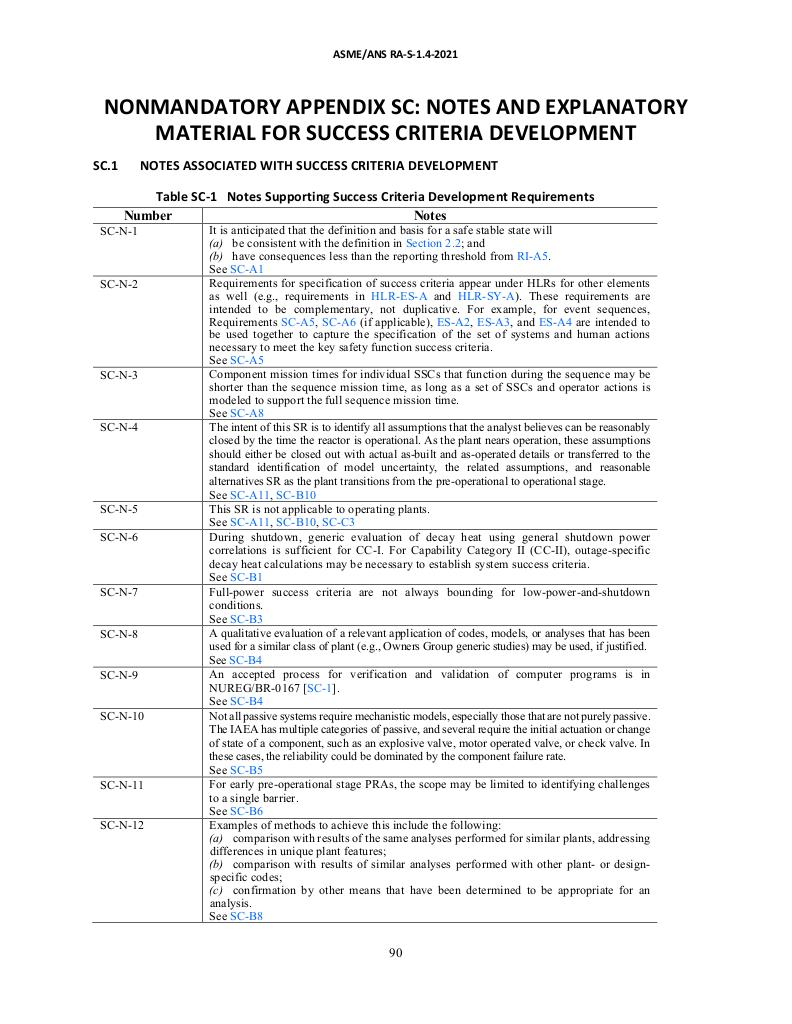 ASME/ANS RA-S-1.4-2021
NONMANDATORY APPENDIX SC: NOTES AND EXPLANATORY
MATERIAL FOR SUCCESS CRITERIA DEVELOPMENT
SC.1 NOTES ASSOCIATED WITH SUCCESS CRITERIA DEVELOPMENT
Table SC-1 Notes Supporting Success Criteria Development Requirements
Number Notes
SC-N-1 It is anticipated that the definition and basis for a safe stable state will
(a) be consistent with the definition in Section 2.2; and
(b) have consequences less than the reporting threshold from RI-A5.
See SC-A1
SC-N-2 Requirements for specification of success criteria appear under HLRs for other elements
as well (e.g., requirements in HLR-ES-A and HLR-SY-A). These requirements are
intended to be complementary, not duplicative. For example, for event sequences,
Requirements SC-A5, SC-A6 (if applicable), ES-A2, ES-A3, and ES-A4 are intended to
be used together to capture the specification of the set of systems and human actions
necessary to meet the key safety function success criteria.
See SC-A5
SC-N-3 Component mission times for individual SSCs that function during the sequence may be
shorter than the sequence mission time, as long as a set of SSCs and operator actions is
modeled to support the full sequence mission time.
See SC-A8
SC-N-4 The intent of this SR is to identify all assumptions that the analyst believes can be reasonably
closed by the time the reactor is operational. As the plant nears operation, these assumptions
should either be closed out with actual as-built and as-operated details or transferred to the
standard identification of model uncertainty, the related assumptions, and reasonable
alternatives SR as the plant transitions from the pre-operational to operational stage.
See SC-A11, SC-B10
SC-N-5 This SR is not applicable to operating plants.
See SC-A11, SC-B10, SC-C3
SC-N-6 During shutdown, generic evaluation of decay heat using general shutdown power
correlations is sufficient for CC-I. For Capability Category II (CC-II), outage-specific
decay heat calculations may be necessary to establish system success criteria.
See SC-B1
SC-N-7 Full-power success criteria are not always bounding for low-power-and-shutdown
conditions.
See SC-B3
SC-N-8 A qualitative evaluation of a relevant application of codes, models, or analyses that has been
used for a similar class of plant (e.g., Owners Group generic studies) may be used, if justified.
See SC-B4
SC-N-9 An accepted process for verification and validation of computer programs is in
NUREG/BR-0167 [SC-1].
See SC-B4
SC-N-10 Not all passive systems require mechanistic models, especially those that are not purely passive.
The IAEA has multiple categories of passive, and several require the initial actuation or change
of state of a component, such as an explosive valve, motor operated valve, or check valve. In
these cases, the reliability could be dominated by the component failure rate.
See SC-B5
SC-N-11 For early pre-operational stage PRAs, the scope may be limited to identifying challenges
to a single barrier.
See SC-B6
SC-N-12 Examples of methods to achieve this include the following:
(a) comparison with results of the same analyses performed for similar plants, addressing
differences in unique plant features;
(b) comparison with results of similar analyses performed with other plant- or design-
specific codes;
(c) confirmation by other means that have been determined to be appropriate for an
analysis.
See SC-B8
90